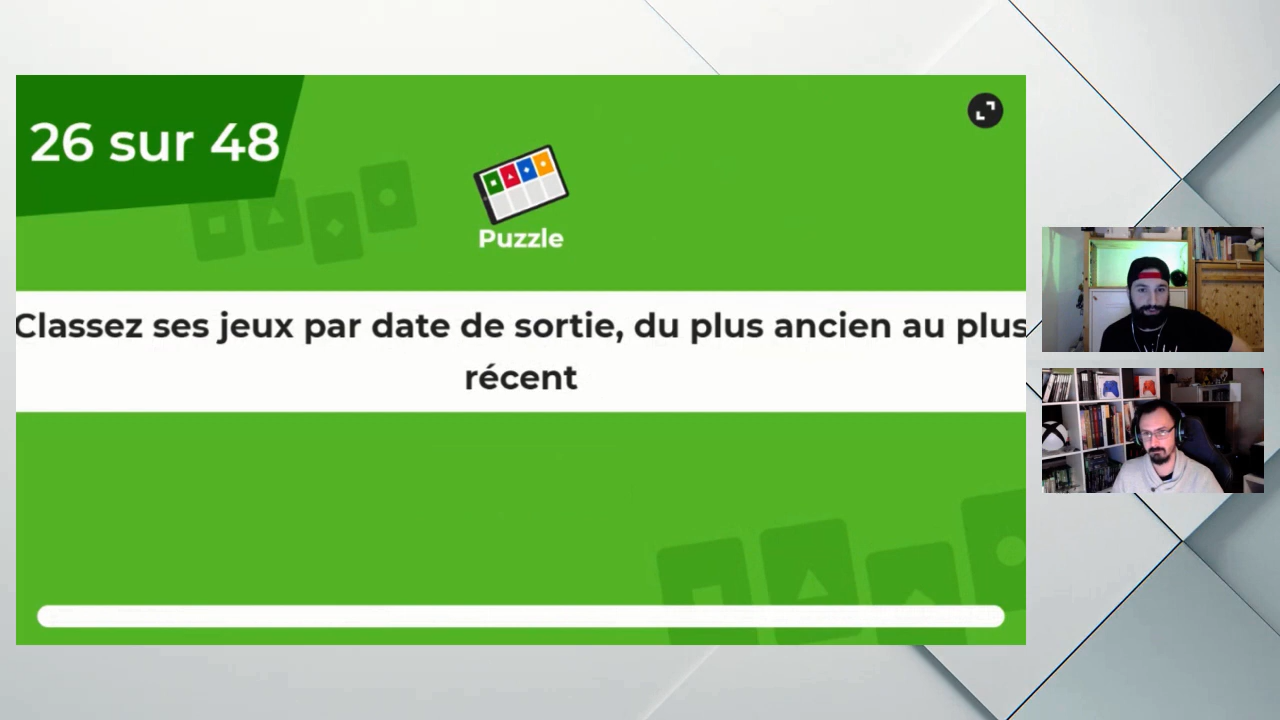 26 sur 48
Puzzle
Classez ses jeux par date de sortie, du plus ancien au plus
récent